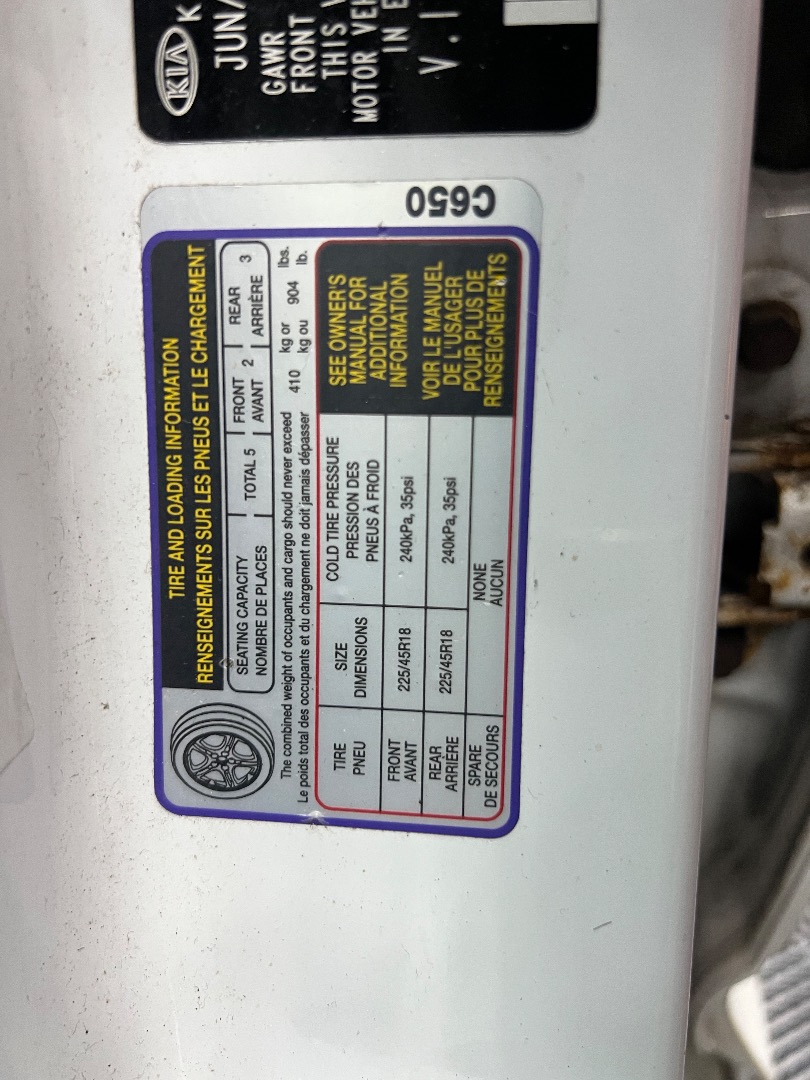 KIA K
JUN/
GAWR
FRONT
THIS
MOTOR VEH
IN E
V.I
C650
TIRE AND LOADING INFORMATION
RENSEIGNEMENTS SUR LES PNEUS ET LE CHARGEMENT
SEATING CAPACITY TOTAL 5 FRONT 2 REAR 3
NOMBRE DE PLACES AVANT ARRIÈRE
The combined weight of occupants and cargo should never exceed 410 kg or 904 lbs.
Le poids total des occupants et du chargement ne doit jamais dépasser kg ou lb.
TIRE SIZE COLD TIRE PRESSURE
PNEU DIMENSIONS PRESSION DES
PNEUS À FROID
FRONT 225/45R18 240kPa, 35psi
AVANT
REAR 225/45R18 240kPa, 35psi
ARRIÈRE
SPARE NONE
DE SECOURS AUCUN
SEE OWNER'S
MANUAL FOR
ADDITIONAL
INFORMATION
VOIR LE MANUEL
DE L'USAGER
POUR PLUS DE
RENSEIGNEMENTS